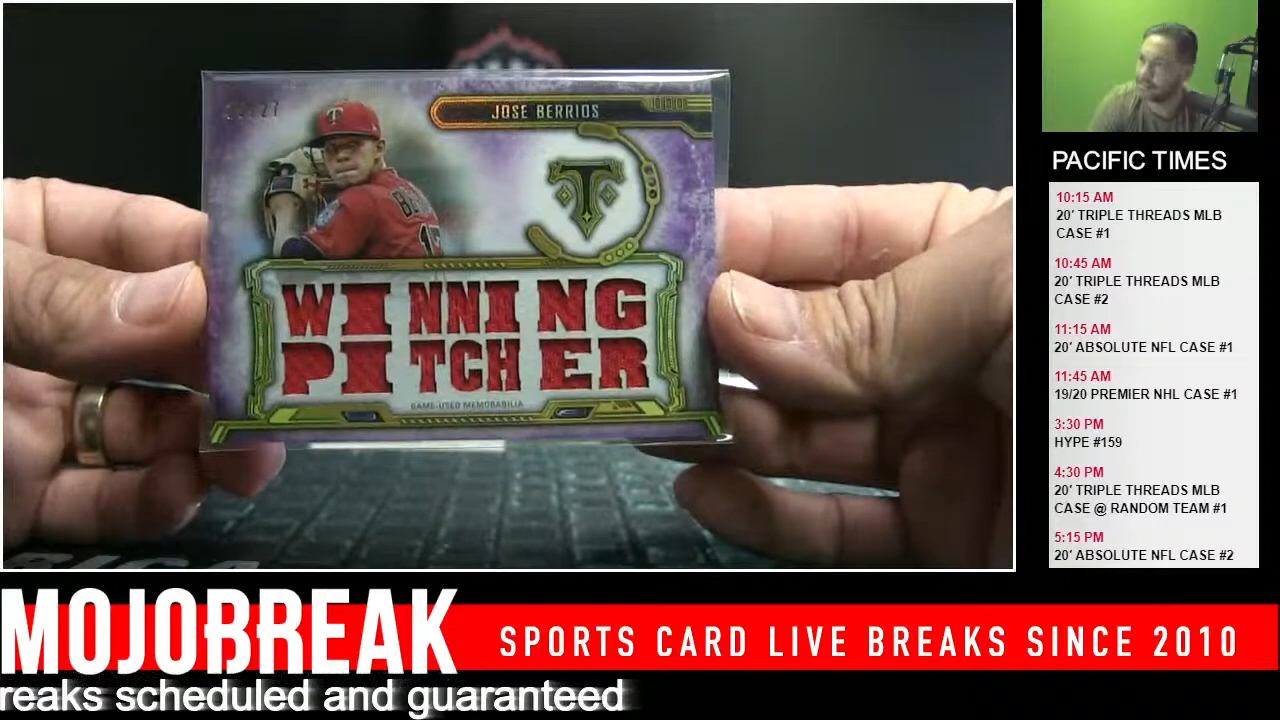 JOSE BERRIOS
T
WINNING
PITCHER
GAME-USED MEMORABILIA
PACIFIC TIMES
10:15 AM
20' TRIPLE THREADS MLB
CASE #1
10:45 AM
20' TRIPLE THREADS MLB
CASE #2
11:15 AM
20' ABSOLUTE NFL CASE #1
11:45 AM
19/20 PREMIER NHL CASE #1
3:30 PM
HYPE #159
4:30 PM
20' TRIPLE THREADS MLB
CASE @ RANDOM TEAM #1
5:15 PM
20' ABSOLUTE NFL CASE #2
MOJOBREAK
SPORTS CARD LIVE BREAKS SINCE 2010
reaks scheduled and guaranteed